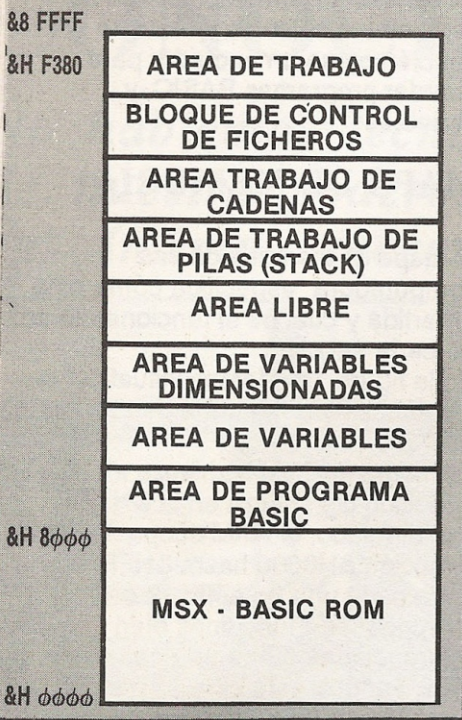 &8 FFFF
&H F380
AREA DE TRABAJO
BLOQUE DE CONTROL
DE FICHEROS
AREA TRABAJO DE
CADENAS
AREA DE TRABAJO DE
PILAS (STACK)
AREA LIBRE
AREA DE VARIABLES
DIMENSIONADAS
AREA DE VARIABLES
AREA DE PROGRAMA
BASIC
&H 8ϕϕϕ
MSX - BASIC ROM
&H ϕϕϕϕ